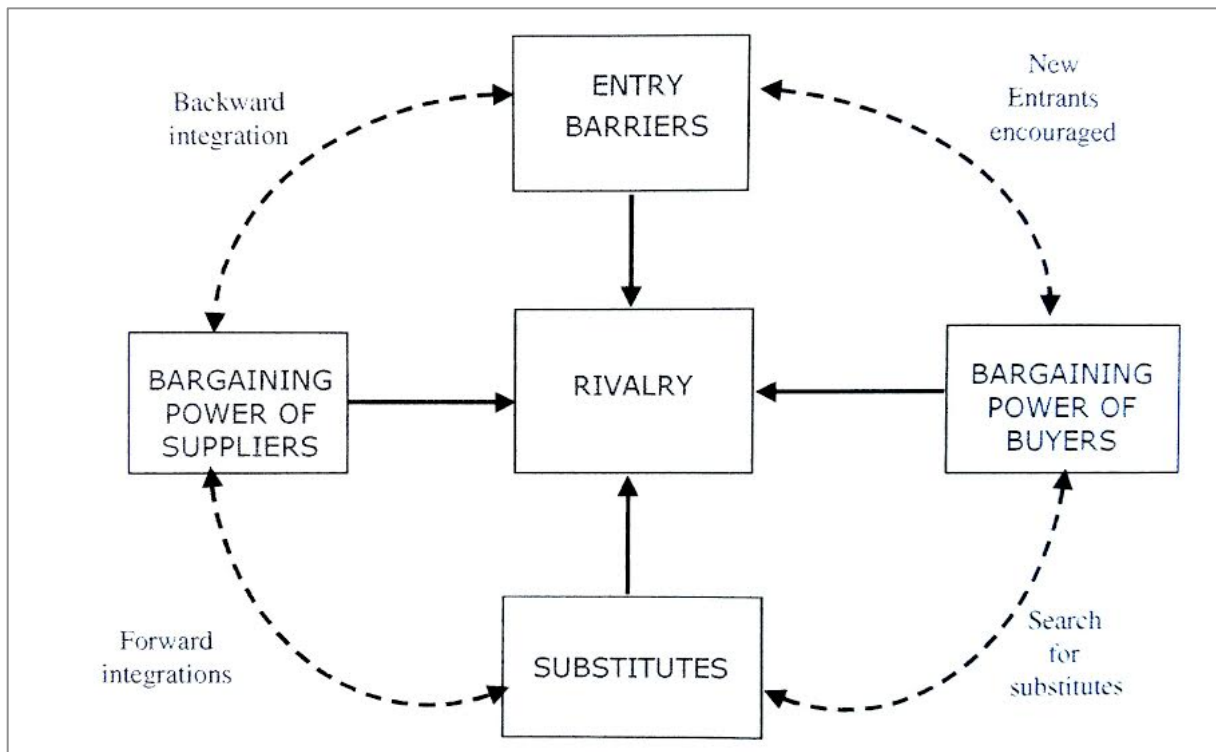 Backward
integration
ENTRY
BARRIERS
New
Entrants
encouraged
BARGAINING
POWER OF
SUPPLIERS
RIVALRY
BARGAINING
POWER OF
BUYERS
Forward
integrations
SUBSTITUTES
Search
for
substitutes